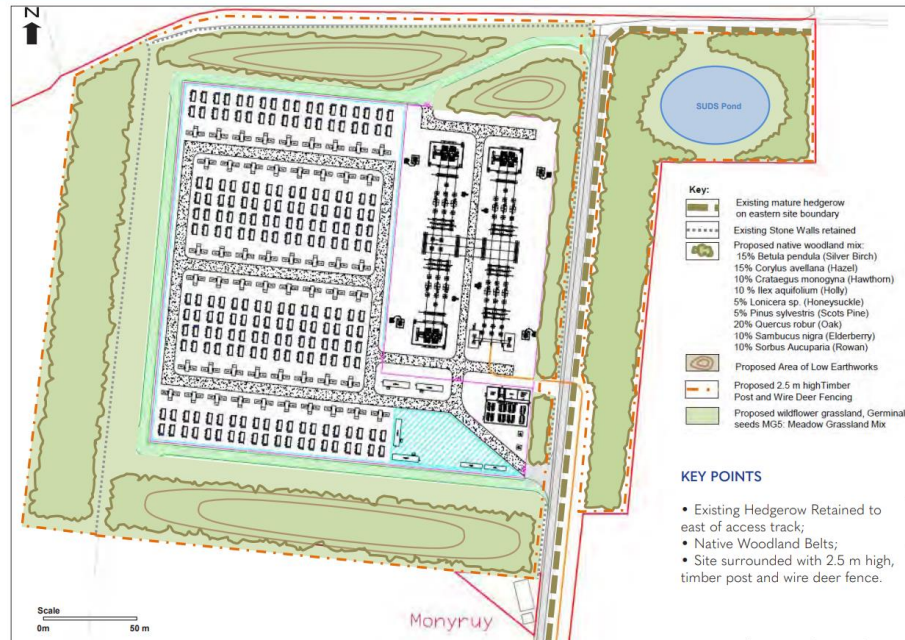 N
SUDS Pond
Key:
Existing mature hedgerow
on eastern site boundary
Existing Stone Walls retained
Proposed native woodland mix:
15% Betula pendula (Silver Birch)
15% Corylus avellana (Hazel)
10% Crataegus monogyna (Hawthorn)
10 % Ilex aquifolium (Holly)
5% Lonicera sp. (Honeysuckle)
5% Pinus sylvestris (Scots Pine)
20% Quercus robur (Oak)
10% Sambucus nigra (Elderberry)
10% Sorbus Aucuparia (Rowan)
Proposed Area of Low Earthworks
Proposed 2.5 m highTimber
Post and Wire Deer Fencing
Proposed wildflower grassland, Germinal
seeds MG5: Meadow Grassland Mix
KEY POINTS
• Existing Hedgerow Retained to
east of access track;
• Native Woodland Belts;
• Site surrounded with 2.5 m high,
timber post and wire deer fence.
Monyruy
Scale
0m 50 m